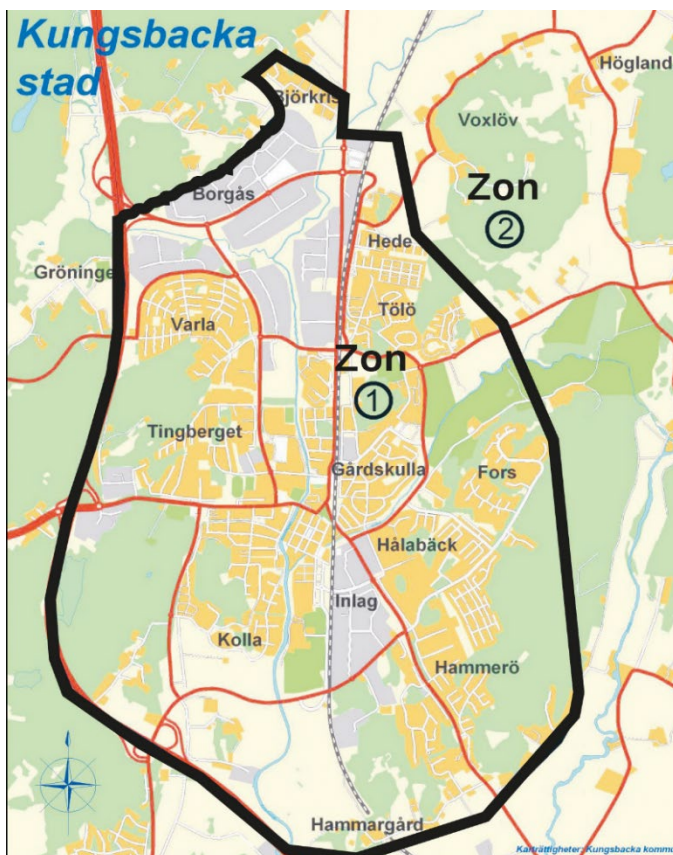 Kungsbacka
stad
Högland
Björkris
Voxlöv
Borgås
Zon
2
Hede
Gröninge
Tölö
Varla
Zon
1
Tingberget
Gårdskulla
Fors
Hålabäck
Inlag
Kolla
Hammerö
Hammargård
Karträttigheter: Kungsbacka kommu